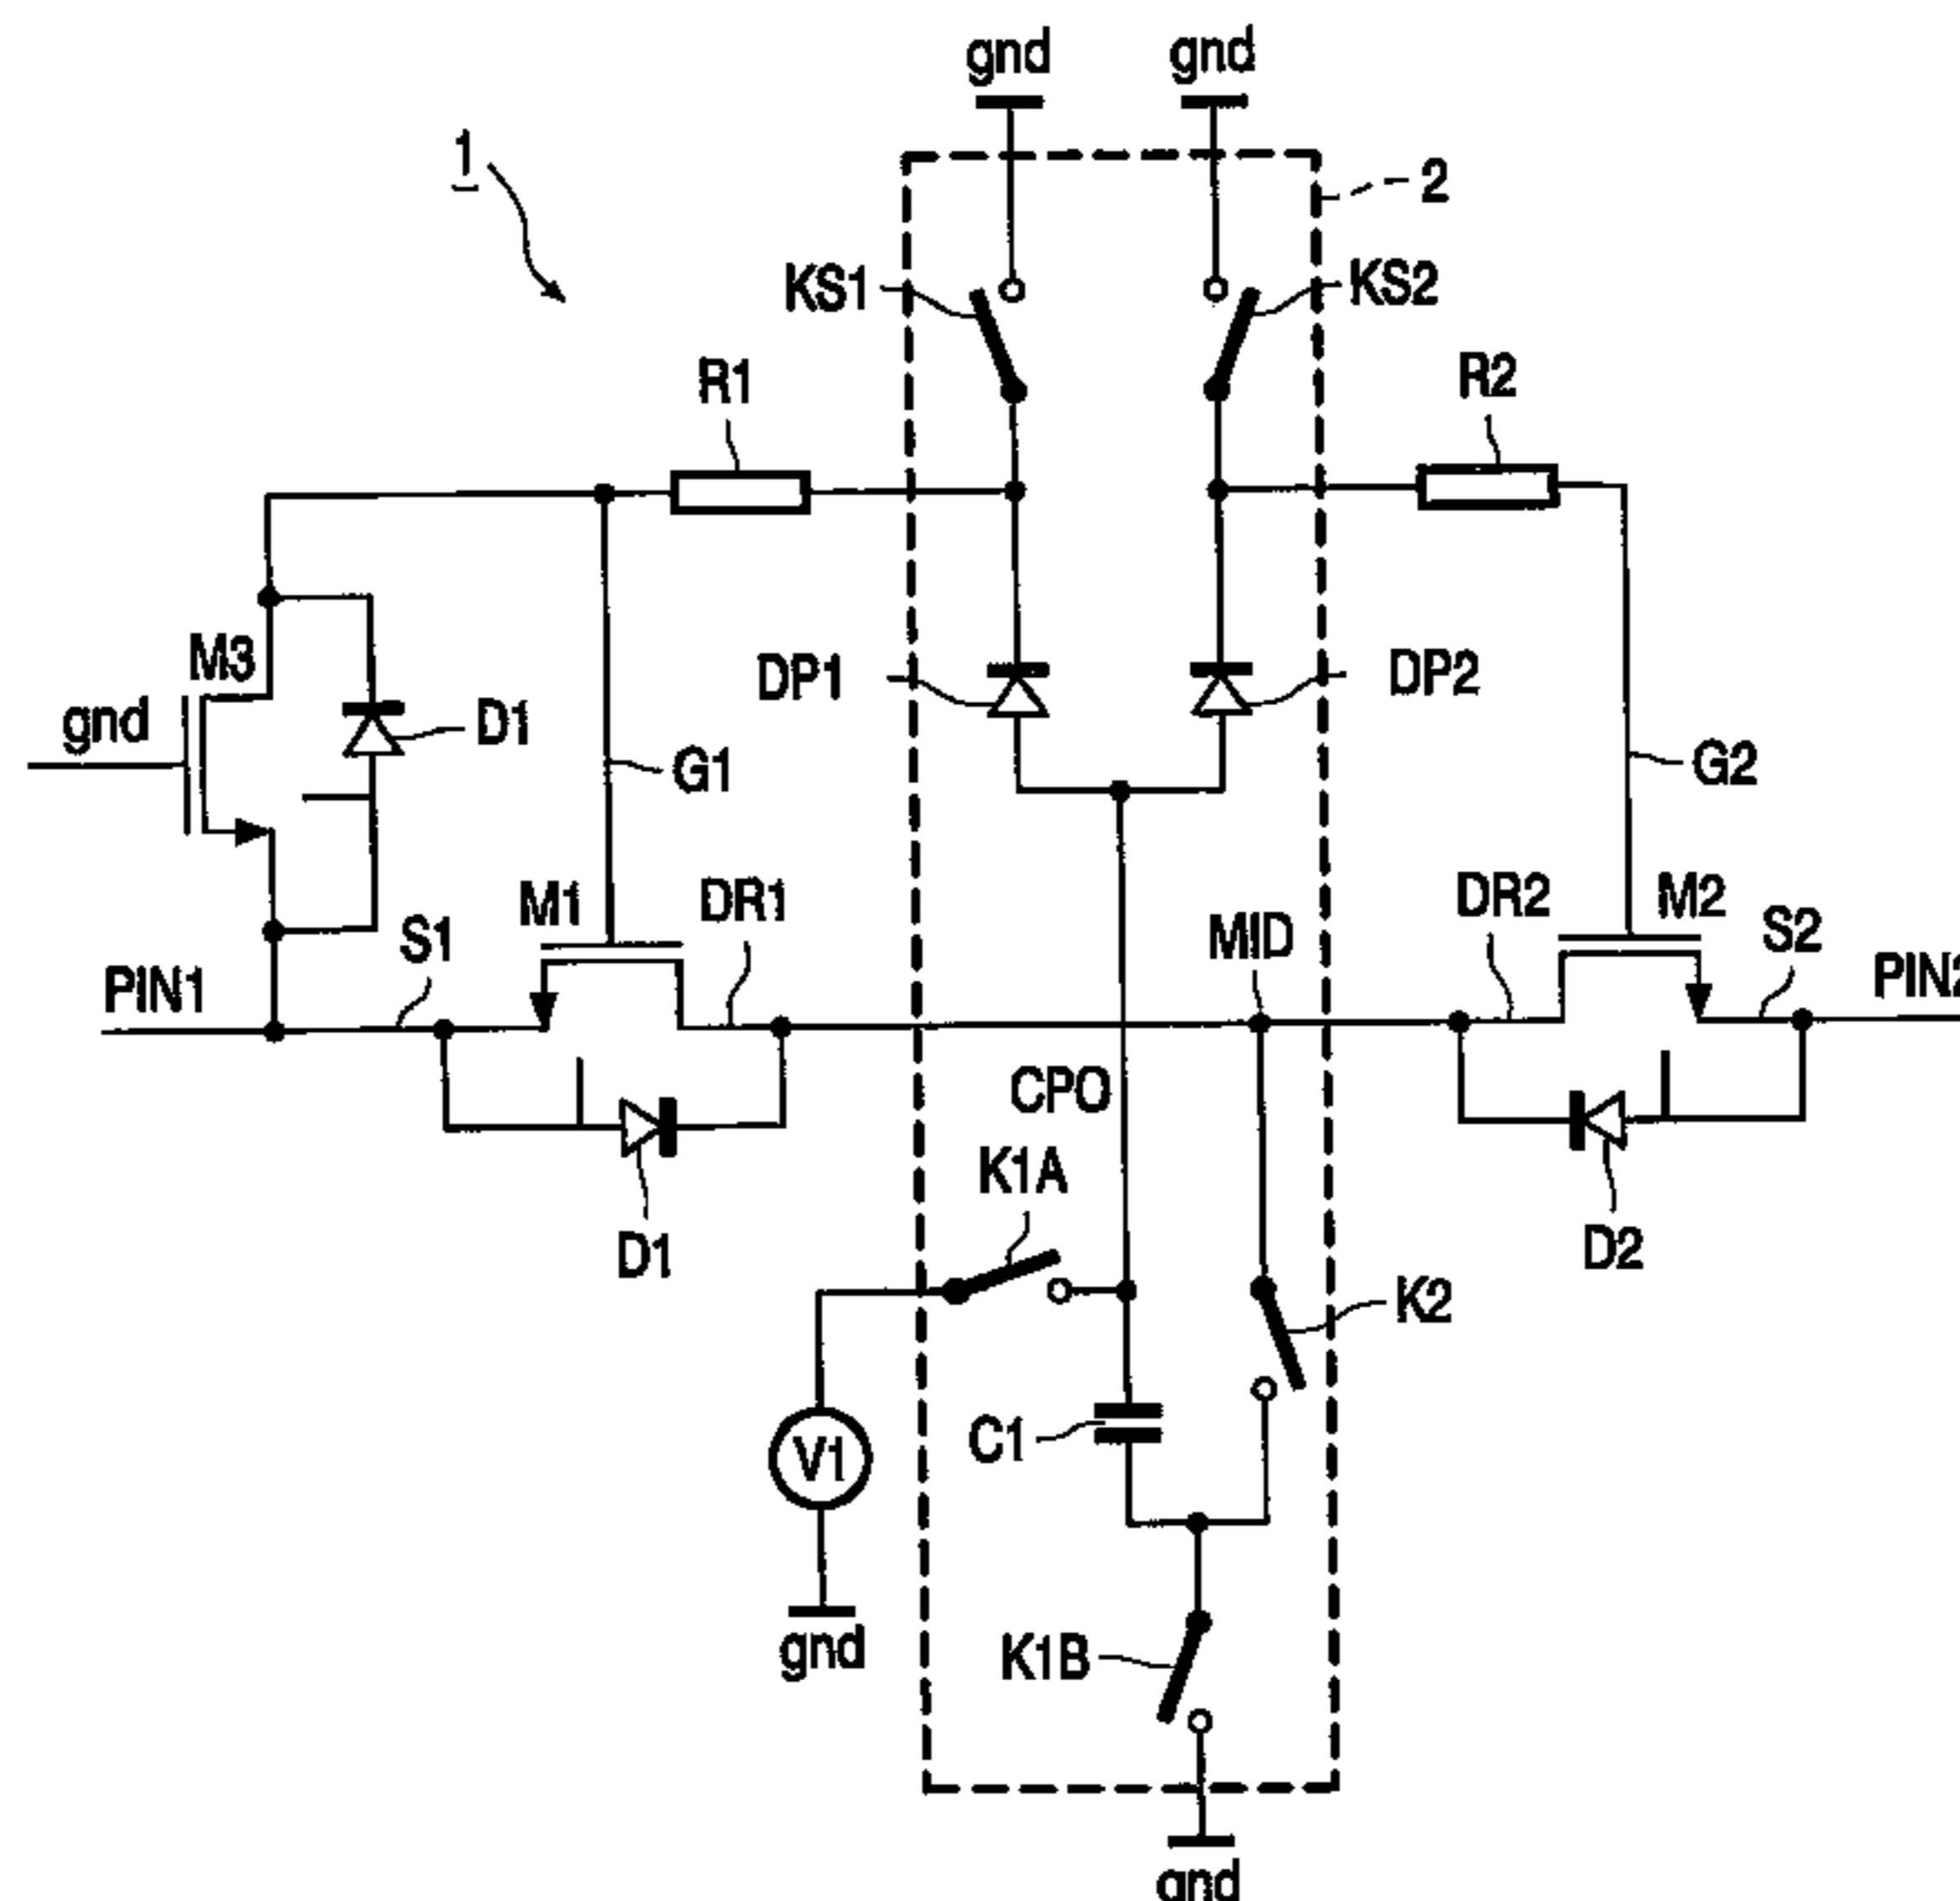 gnd
gnd
1
2
KS1
KS2
R1
R2
M3
DP1
DP2
gnd
D1
G1
G2
M1
DR1
DR2
M2
S1
MID
S2
PIN1
PIN2
CPO
K1A
D1
D2
K2
C1
V1
gnd
K1B
gnd